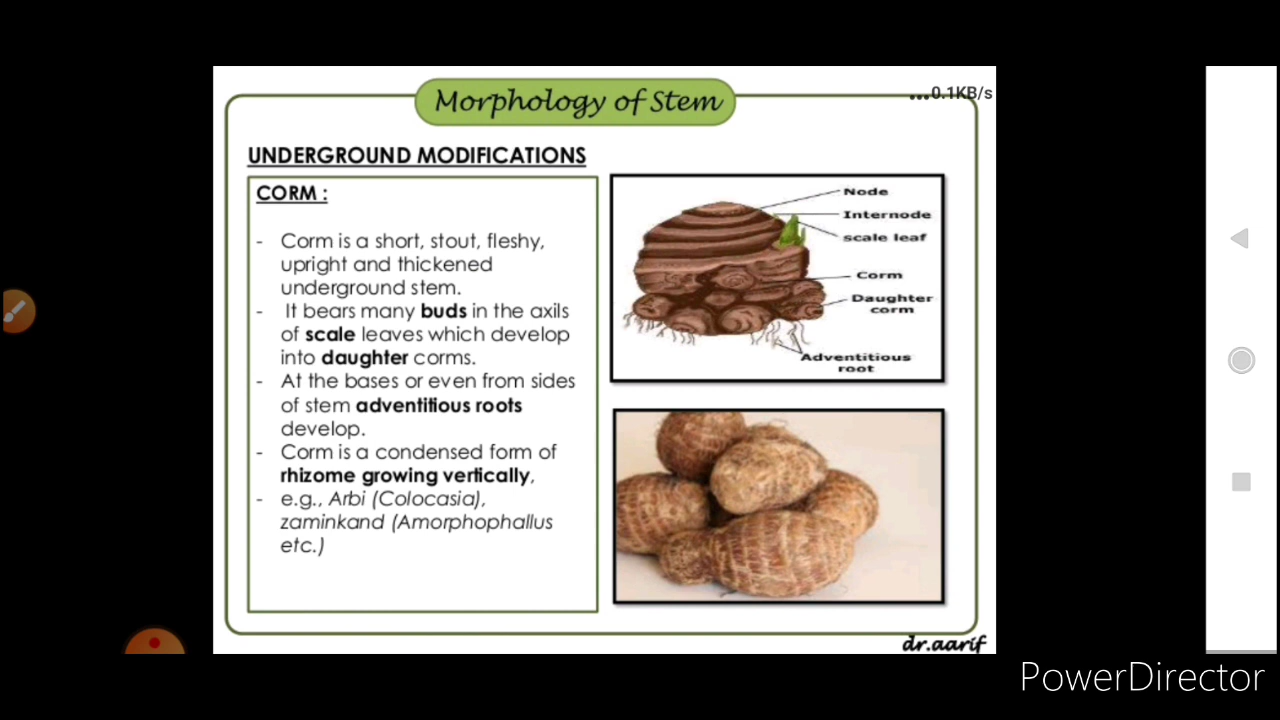 Morphology of Stem
...0.1KB/s
UNDERGROUND MODIFICATIONS
CORM :
- Corm is a short, stout, fleshy,
upright and thickened
underground stem.
- It bears many buds in the axils
of scale leaves which develop
into daughter corms.
- At the bases or even from sides
of stem adventitious roots
develop.
- Corm is a condensed form of
rhizome growing vertically,
- e.g., Arbi (Colocasia),
zaminkand (Amorphophallus
etc.)
Node
Internode
scale leaf
Corm
Daughter
corm
Adventitious
root
dr.aarif
PowerDirector